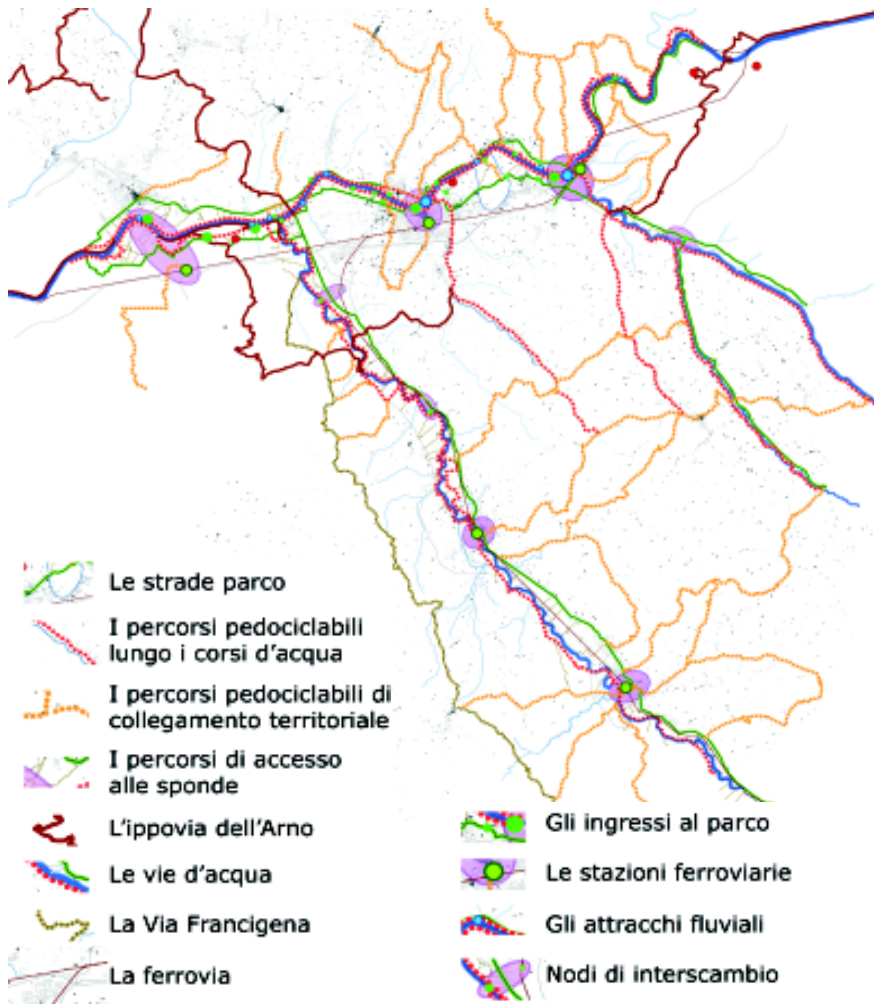 Le strade parco
I percorsi pedociclabili
lungo i corsi d'acqua
I percorsi pedociclabili di
collegamento territoriale
I percorsi di accesso
alle sponde
L'ippovia dell'Arno
Le vie d'acqua
La Via Francigena
La ferrovia
Gli ingressi al parco
Le stazioni ferroviarie
Gli attracchi fluviali
Nodi di interscambio